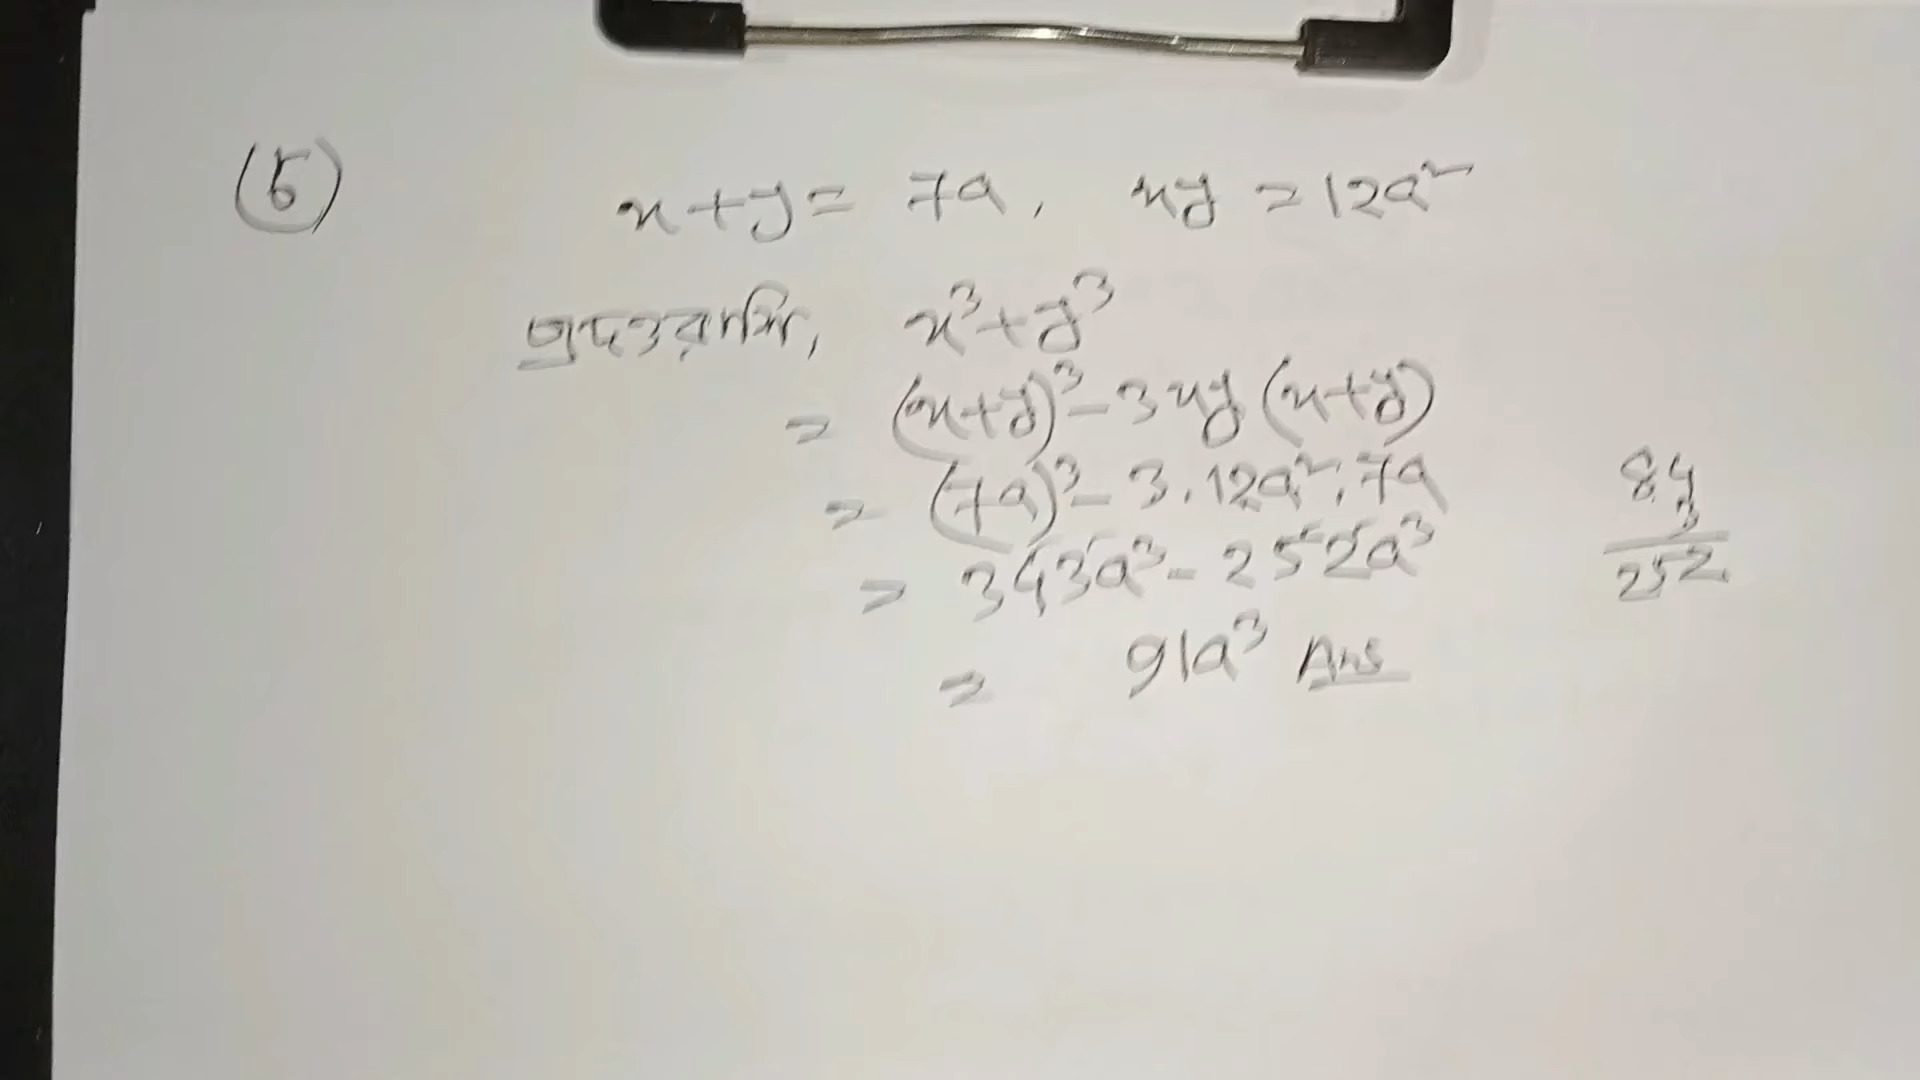 (5) x+y = 7a, xy = 12a²
প্রদত্তরাশি, x³+y³
= (x+y)³-3xy(x+y)
= (7a)³-3.12a².7a
= 343a³-252a³
= 91a³ Ans
84
3
252